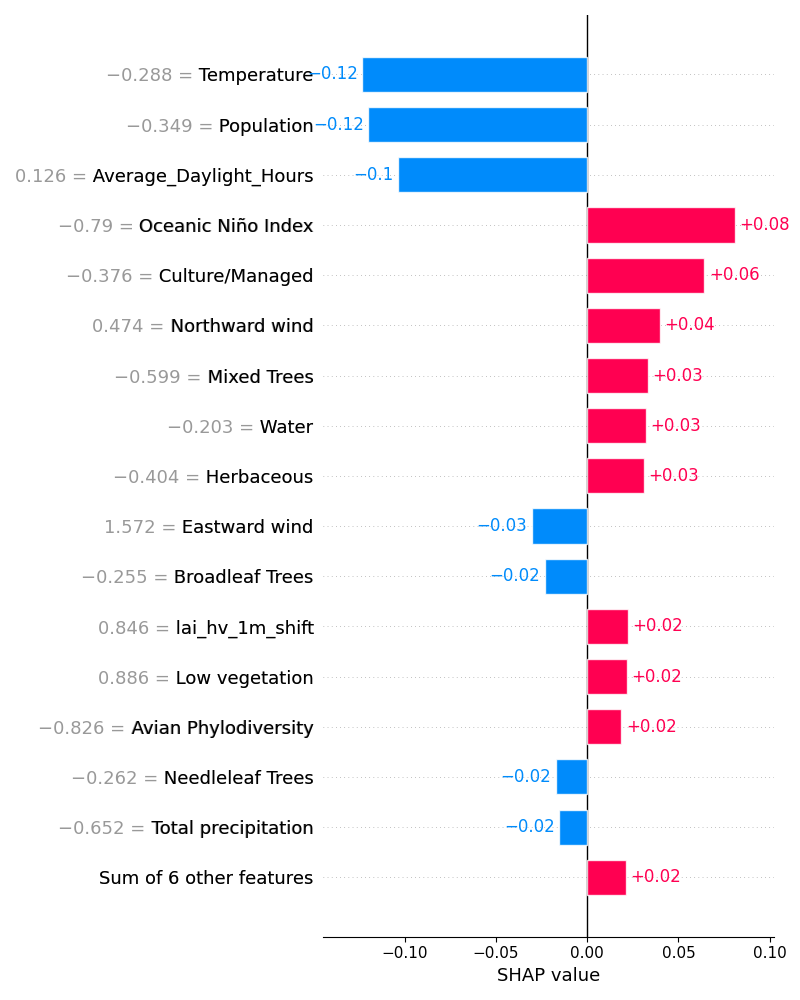 −0.288 = Temperature −0.12
−0.349 = Population −0.12
0.126 = Average_Daylight_Hours −0.1
−0.79 = Oceanic Niño Index +0.08
−0.376 = Culture/Managed +0.06
0.474 = Northward wind +0.04
−0.599 = Mixed Trees +0.03
−0.203 = Water +0.03
−0.404 = Herbaceous +0.03
1.572 = Eastward wind −0.03
−0.255 = Broadleaf Trees −0.02
0.846 = lai_hv_1m_shift +0.02
0.886 = Low vegetation +0.02
−0.826 = Avian Phylodiversity +0.02
−0.262 = Needleleaf Trees −0.02
−0.652 = Total precipitation −0.02
Sum of 6 other features +0.02
−0.10 −0.05 0.00 0.05 0.10
SHAP value